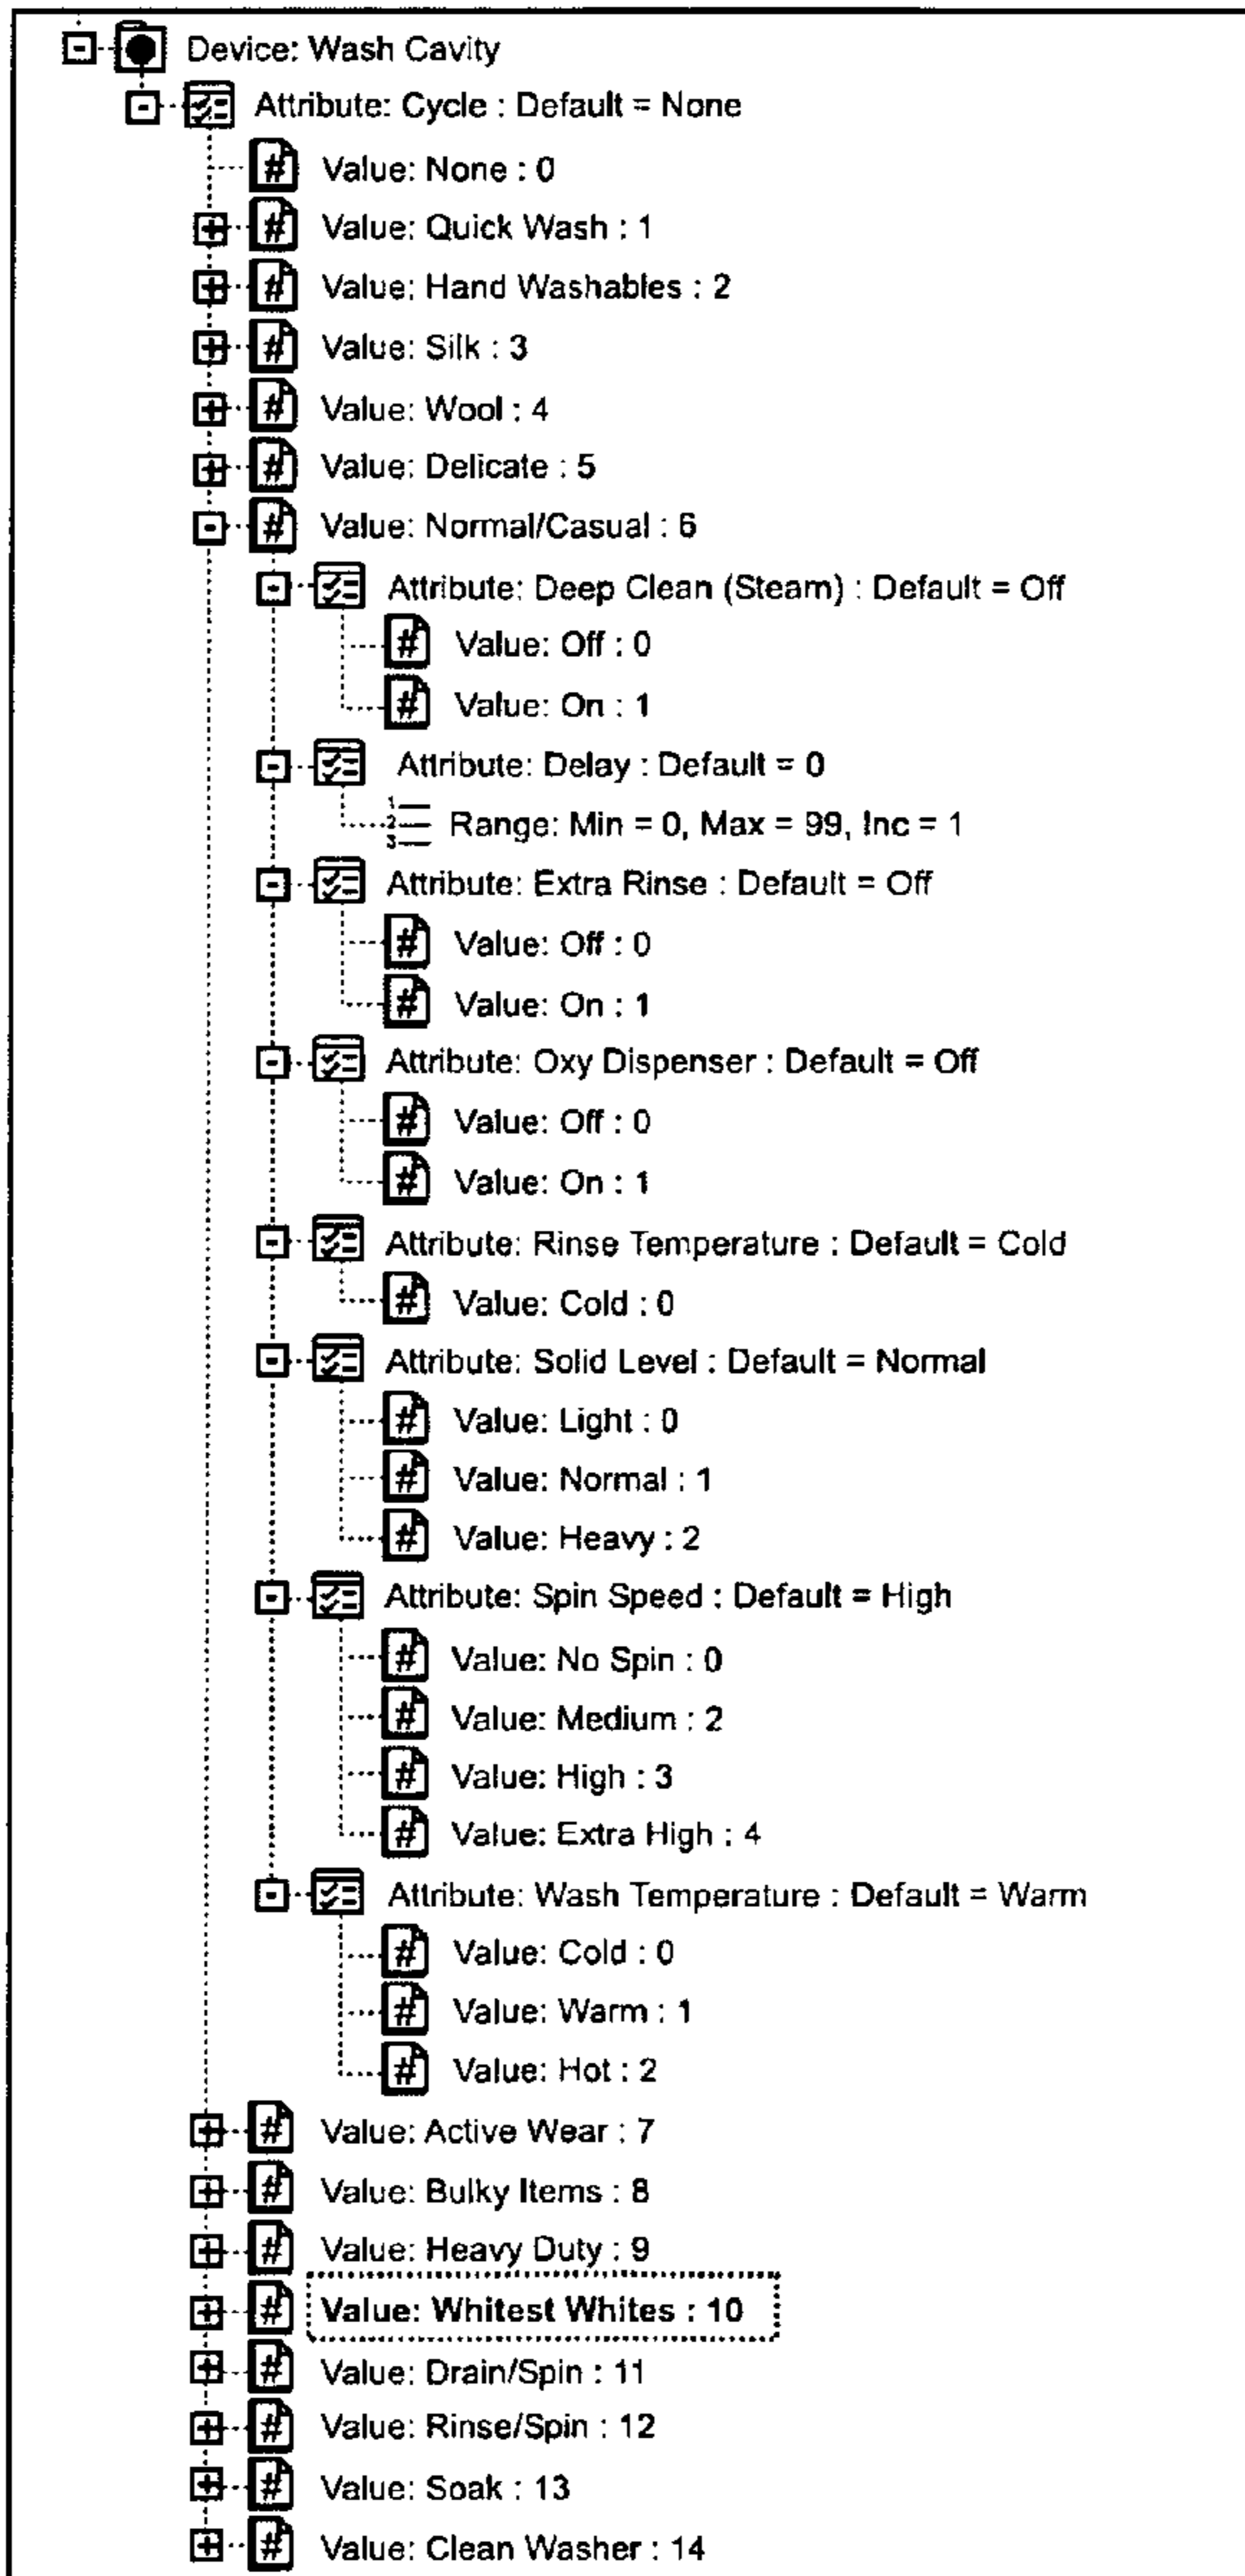 Device: Wash Cavity
Attribute: Cycle : Default = None
Value: None : 0
Value: Quick Wash : 1
Value: Hand Washables : 2
Value: Silk : 3
Value: Wool : 4
Value: Delicate : 5
Value: Normal/Casual : 6
Attribute: Deep Clean (Steam) : Default = Off
Value: Off : 0
Value: On : 1
Attribute: Delay : Default = 0
Range: Min = 0, Max = 99, Inc = 1
Attribute: Extra Rinse : Default = Off
Value: Off : 0
Value: On : 1
Attribute: Oxy Dispenser : Default = Off
Value: Off : 0
Value: On : 1
Attribute: Rinse Temperature : Default = Cold
Value: Cold : 0
Attribute: Solid Level : Default = Normal
Value: Light : 0
Value: Normal : 1
Value: Heavy : 2
Attribute: Spin Speed : Default = High
Value: No Spin : 0
Value: Medium : 2
Value: High : 3
Value: Extra High : 4
Attribute: Wash Temperature : Default = Warm
Value: Cold : 0
Value: Warm : 1
Value: Hot : 2
Value: Active Wear : 7
Value: Bulky Items : 8
Value: Heavy Duty : 9
Value: Whitest Whites : 10
Value: Drain/Spin : 11
Value: Rinse/Spin : 12
Value: Soak : 13
Value: Clean Washer : 14